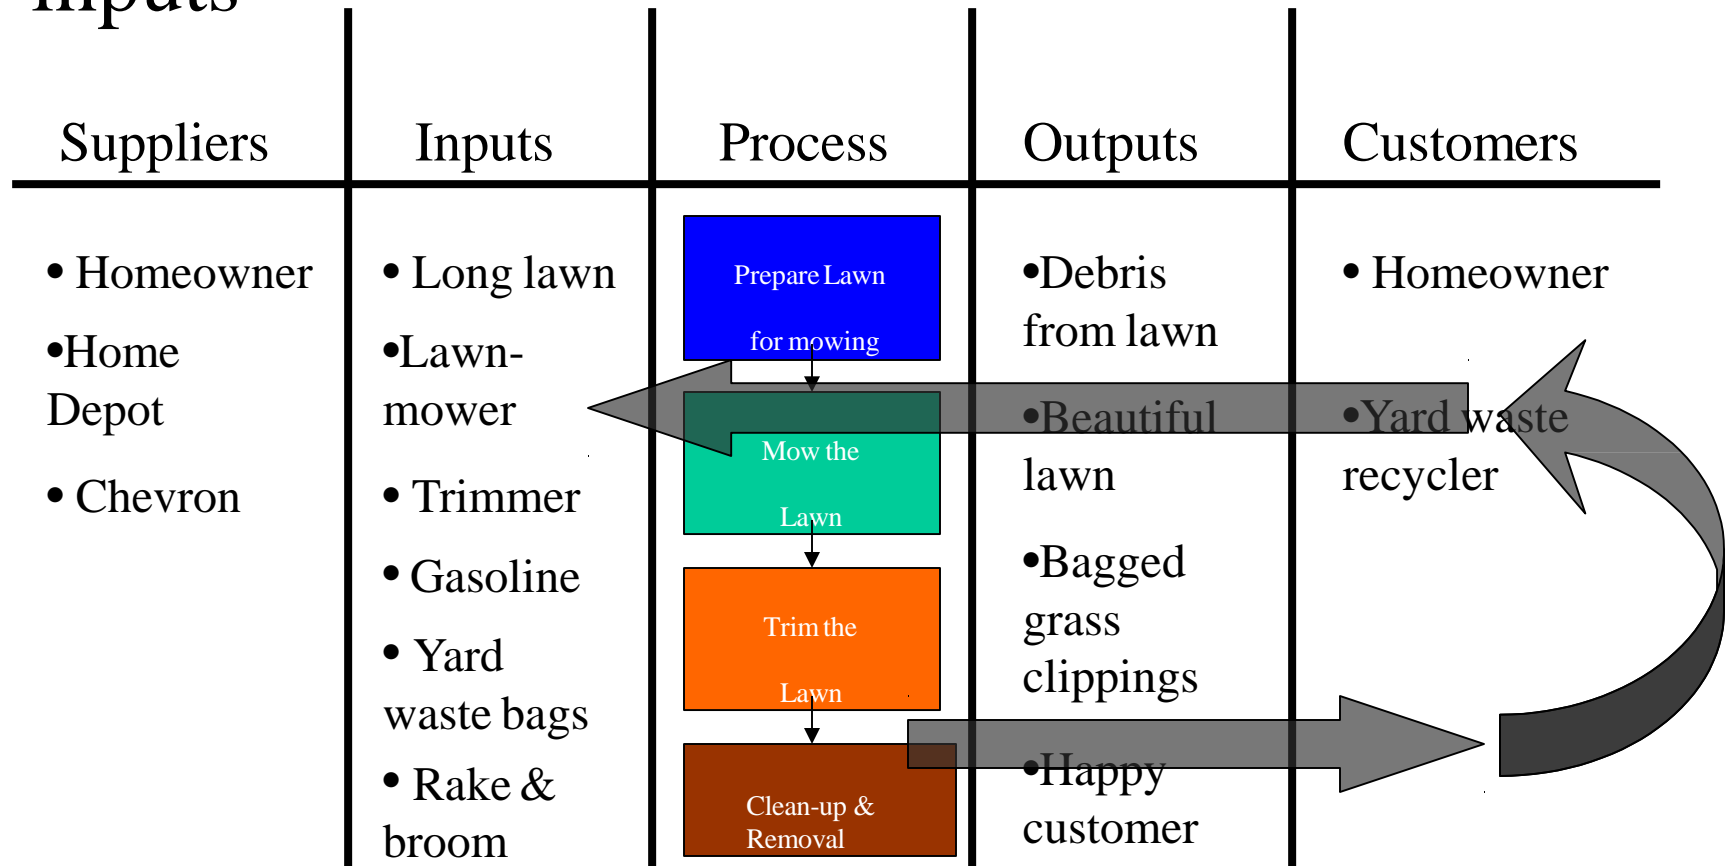 Inputs
Suppliers
Inputs
Process
Outputs
Customers
• Homeowner
•Home
Depot
• Chevron
• Long lawn
•Lawn-
mower
• Trimmer
• Gasoline
• Yard
waste bags
• Rake &
broom
Prepare Lawn
for mowing
Mow the
Lawn
Trim the
Lawn
Clean-up &
Removal
•Debris
from lawn
•Beautiful
lawn
•Bagged
grass
clippings
•Happy
customer
• Homeowner
•Yard waste
recycler